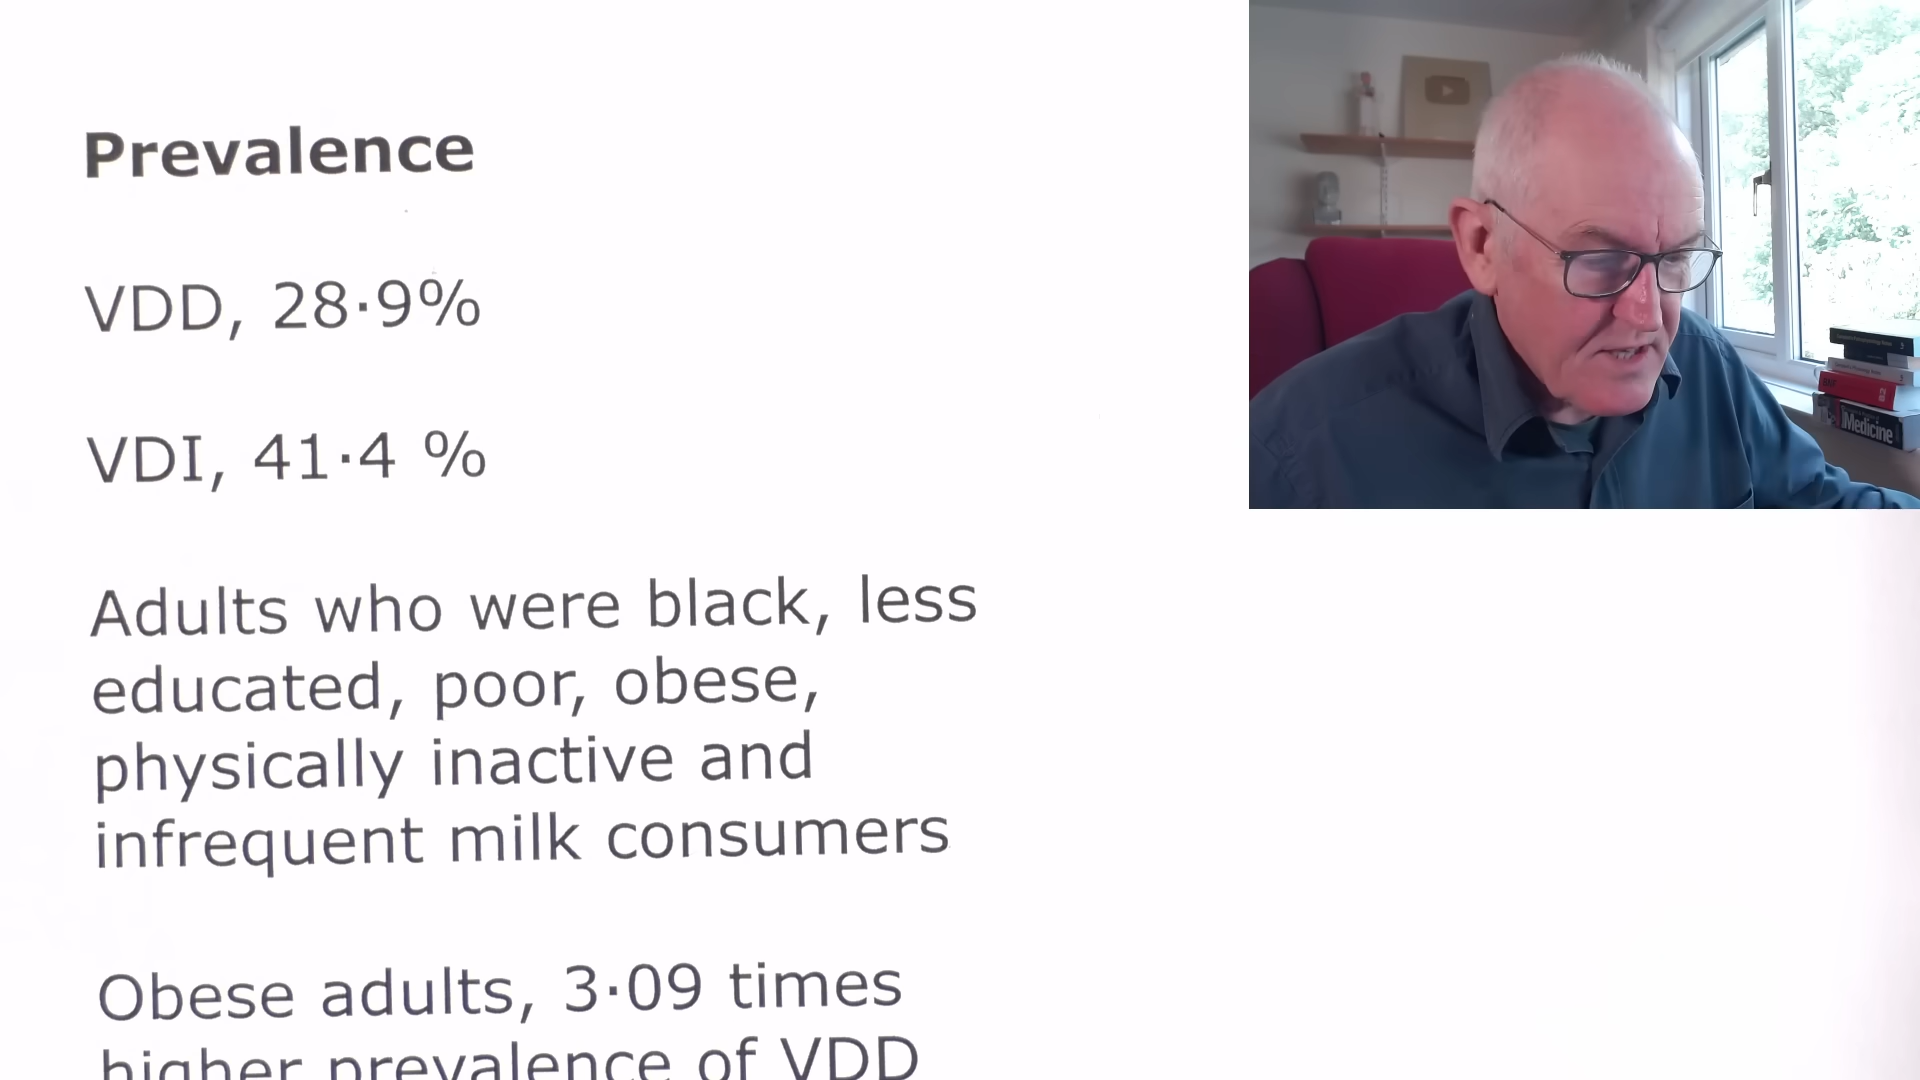 Prevalence
VDD, 28·9%
VDI, 41·4 %
Adults who were black, less
educated, poor, obese,
physically inactive and
infrequent milk consumers
Obese adults, 3·09 times
higher prevalence of VDD
Medicine